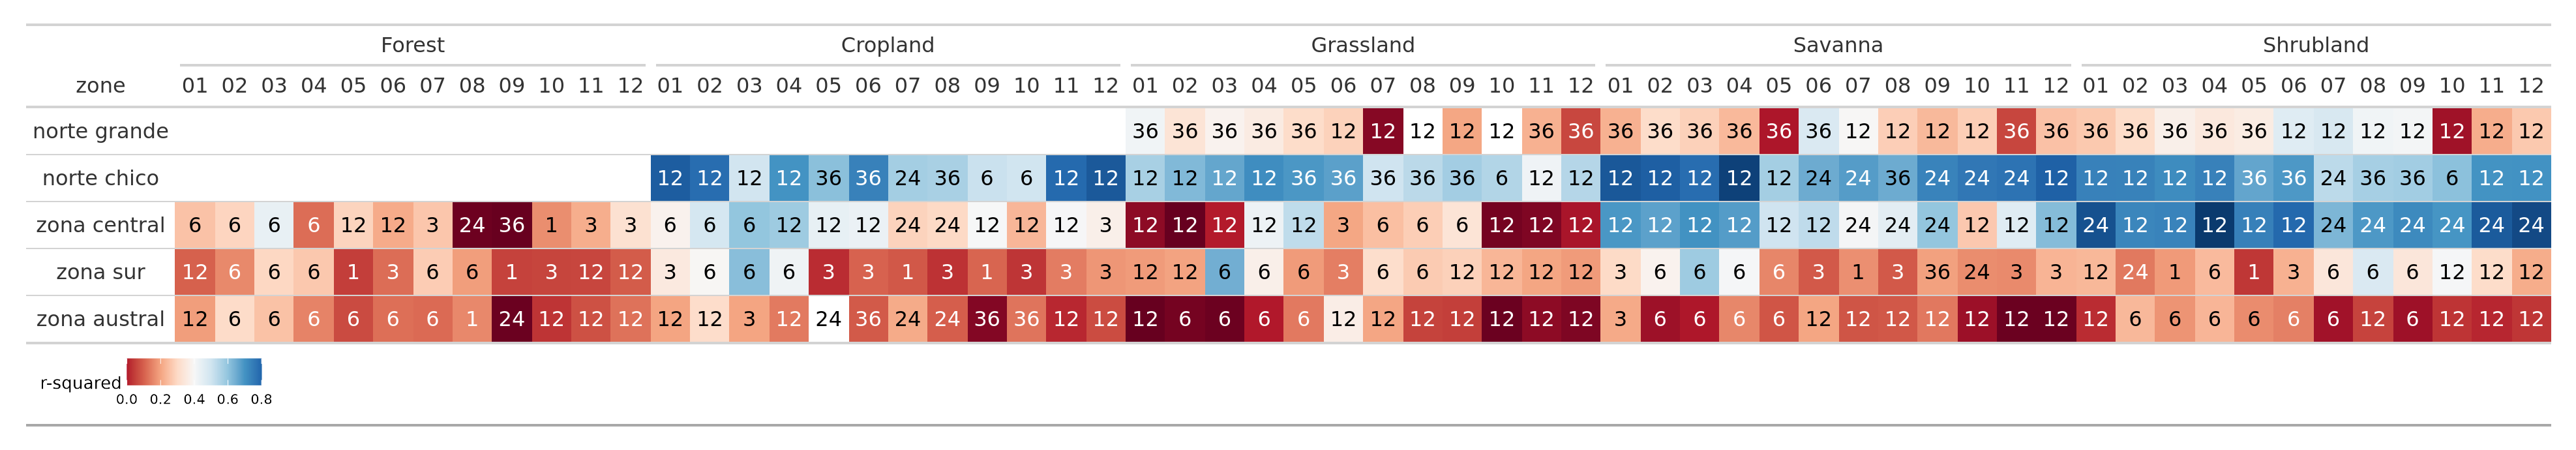 Forest Cropland Grassland Savanna Shrubland
zone 01 02 03 04 05 06 07 08 09 10 11 12 01 02 03 04 05 06 07 08 09 10 11 12 01 02 03 04 05 06 07 08 09 10 11 12 01 02 03 04 05 06 07 08 09 10 11 12 01 02 03 04 05 06 07 08 09 10 11 12
norte grande 36 36 36 36 36 12 12 12 12 12 36 36 36 36 36 36 36 36 12 12 12 12 36 36 36 36 36 36 36 12 12 12 12 12 12 12
norte chico 12 12 12 12 36 36 24 36 6 6 12 12 12 12 12 12 36 36 36 36 36 6 12 12 12 12 12 12 12 24 24 36 24 24 24 12 12 12 12 12 36 36 24 36 36 6 12 12
zona central 6 6 6 6 12 12 3 24 36 1 3 3 6 6 6 12 12 12 24 24 12 12 12 3 12 12 12 12 12 3 6 6 6 12 12 12 12 12 12 12 12 12 24 24 24 12 12 12 24 12 12 12 12 12 24 24 24 24 24 24
zona sur 12 6 6 6 1 3 6 6 1 3 12 12 3 6 6 6 3 3 1 3 1 3 3 3 12 12 6 6 6 3 6 6 12 12 12 12 3 6 6 6 6 3 1 3 36 24 3 3 12 24 1 6 1 3 6 6 6 12 12 12
zona austral 12 6 6 6 6 6 6 1 24 12 12 12 12 12 3 12 24 36 24 24 36 36 12 12 12 6 6 6 6 12 12 12 12 12 12 12 3 6 6 6 6 12 12 12 12 12 12 12 12 6 6 6 6 6 6 12 6 12 12 12
r-squared
0.0 0.2 0.4 0.6 0.8